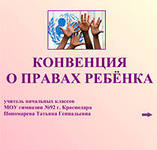 КОНВЕНЦИЯ
О ПРАВАХ РЕБЁНКА
учитель начальных классов
МОУ гимназии №92 г. Краснодара
Пономарева Татьяна Геннадьевна